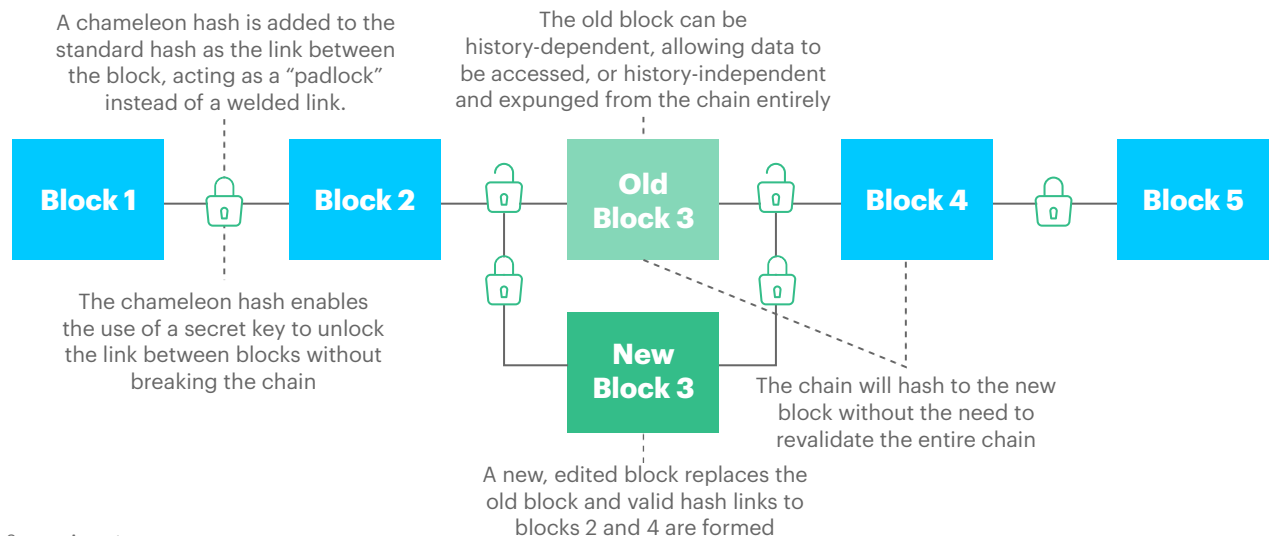 A chameleon hash is added to the
standard hash as the link between
the block, acting as a “padlock”
instead of a welded link.
The old block can be
history-dependent, allowing data to
be accessed, or history-independent
and expunged from the chain entirely
Block 1
Block 2
Old
Block 3
Block 4
Block 5
The chameleon hash enables
the use of a secret key to unlock
the link between blocks without
breaking the chain
New
Block 3
The chain will hash to the new
block without the need to
revalidate the entire chain
A new, edited block replaces the
old block and valid hash links to
blocks 2 and 4 are formed